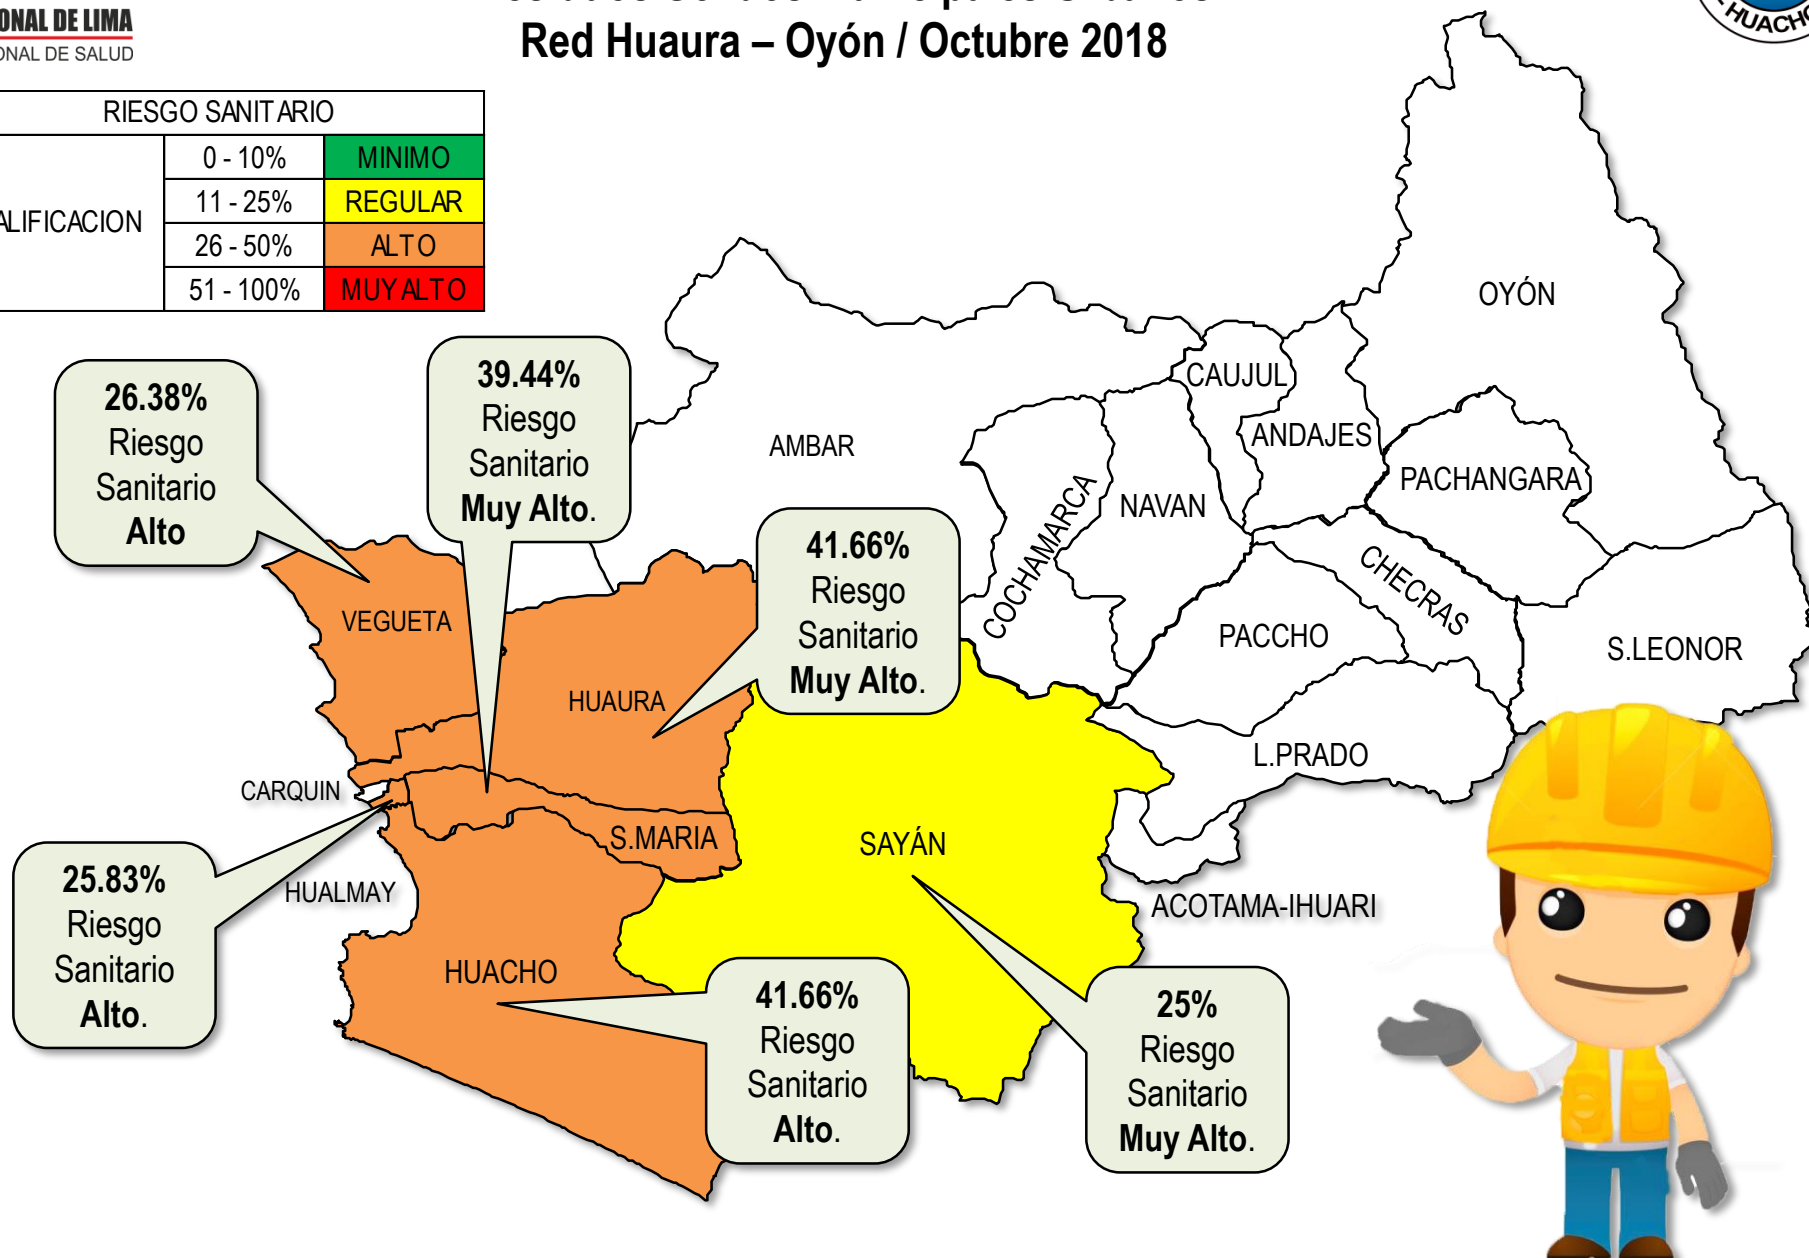 ONAL DE LIMA
ONAL DE SALUD
Red Huaura – Oyón / Octubre 2018
HUACHO
RIESGO SANITARIO
ALIFICACION
0 - 10%
MINIMO
11 - 25%
REGULAR
26 - 50%
ALTO
51 - 100%
MUY ALTO
26.38%
Riesgo
Sanitario
Alto
39.44%
Riesgo
Sanitario
Muy Alto.
41.66%
Riesgo
Sanitario
Muy Alto.
OYÓN
CAUJUL
ANDAJES
AMBAR
PACHANGARA
COCHAMARCA
NAVAN
CHECRAS
PACCHO
S.LEONOR
VEGUETA
HUAURA
L.PRADO
CARQUIN
S.MARIA
SAYÁN
HUALMAY
ACOTAMA-IHUARI
HUACHO
25.83%
Riesgo
Sanitario
Alto.
41.66%
Riesgo
Sanitario
Alto.
25%
Riesgo
Sanitario
Muy Alto.